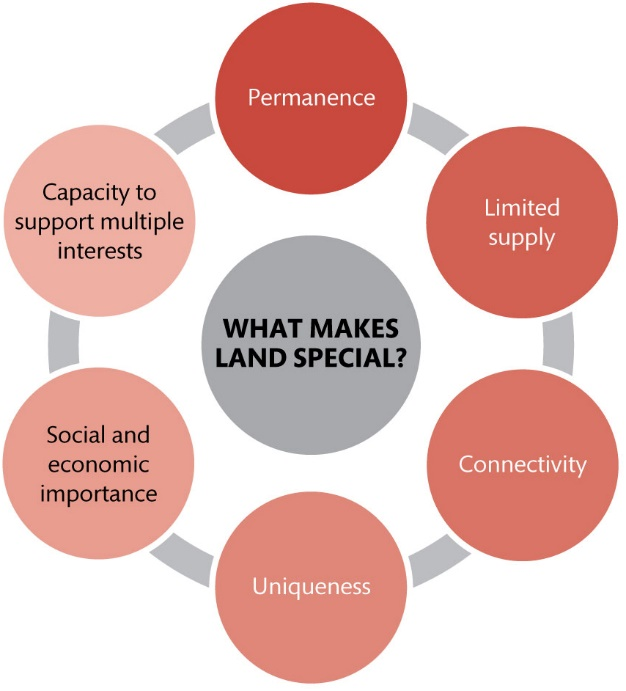 Permanence
Limited
supply
Connectivity
Uniqueness
Social and
economic
importance
Capacity to
support multiple
interests
WHAT MAKES
LAND SPECIAL?